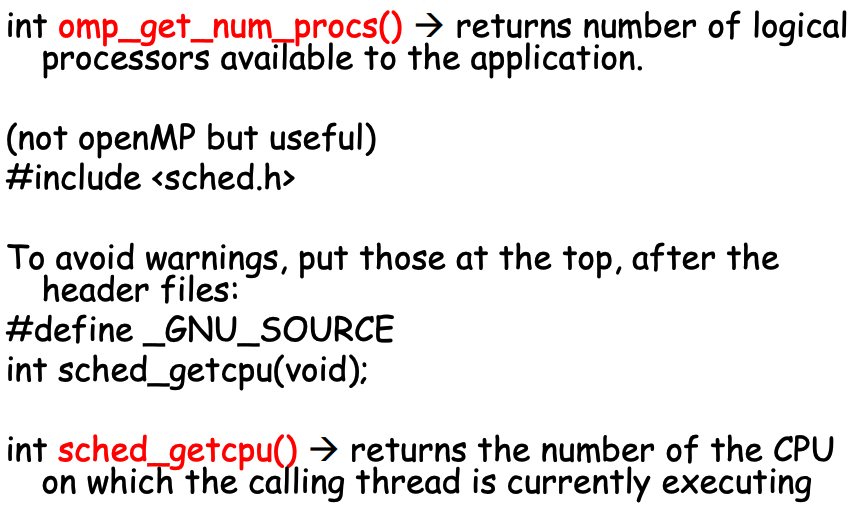 int omp_get_num_procs() → returns number of logical
processors available to the application.
(not openMP but useful)
#include <sched.h>
To avoid warnings, put those at the top, after the
header files:
#define _GNU_SOURCE
int sched_getcpu(void);
int sched_getcpu() → returns the number of the CPU
on which the calling thread is currently executing